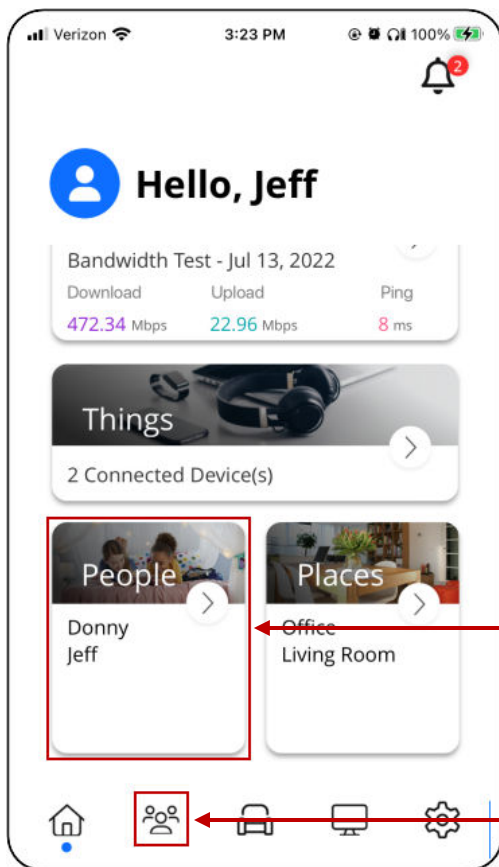 Verizon 3:23 PM 100%
2
Hello, Jeff
Bandwidth Test - Jul 13, 2022
Download Upload Ping
472.34 Mbps 22.96 Mbps 8 ms
Things
2 Connected Device(s)
People
Donny
Jeff
Places
Office
Living Room